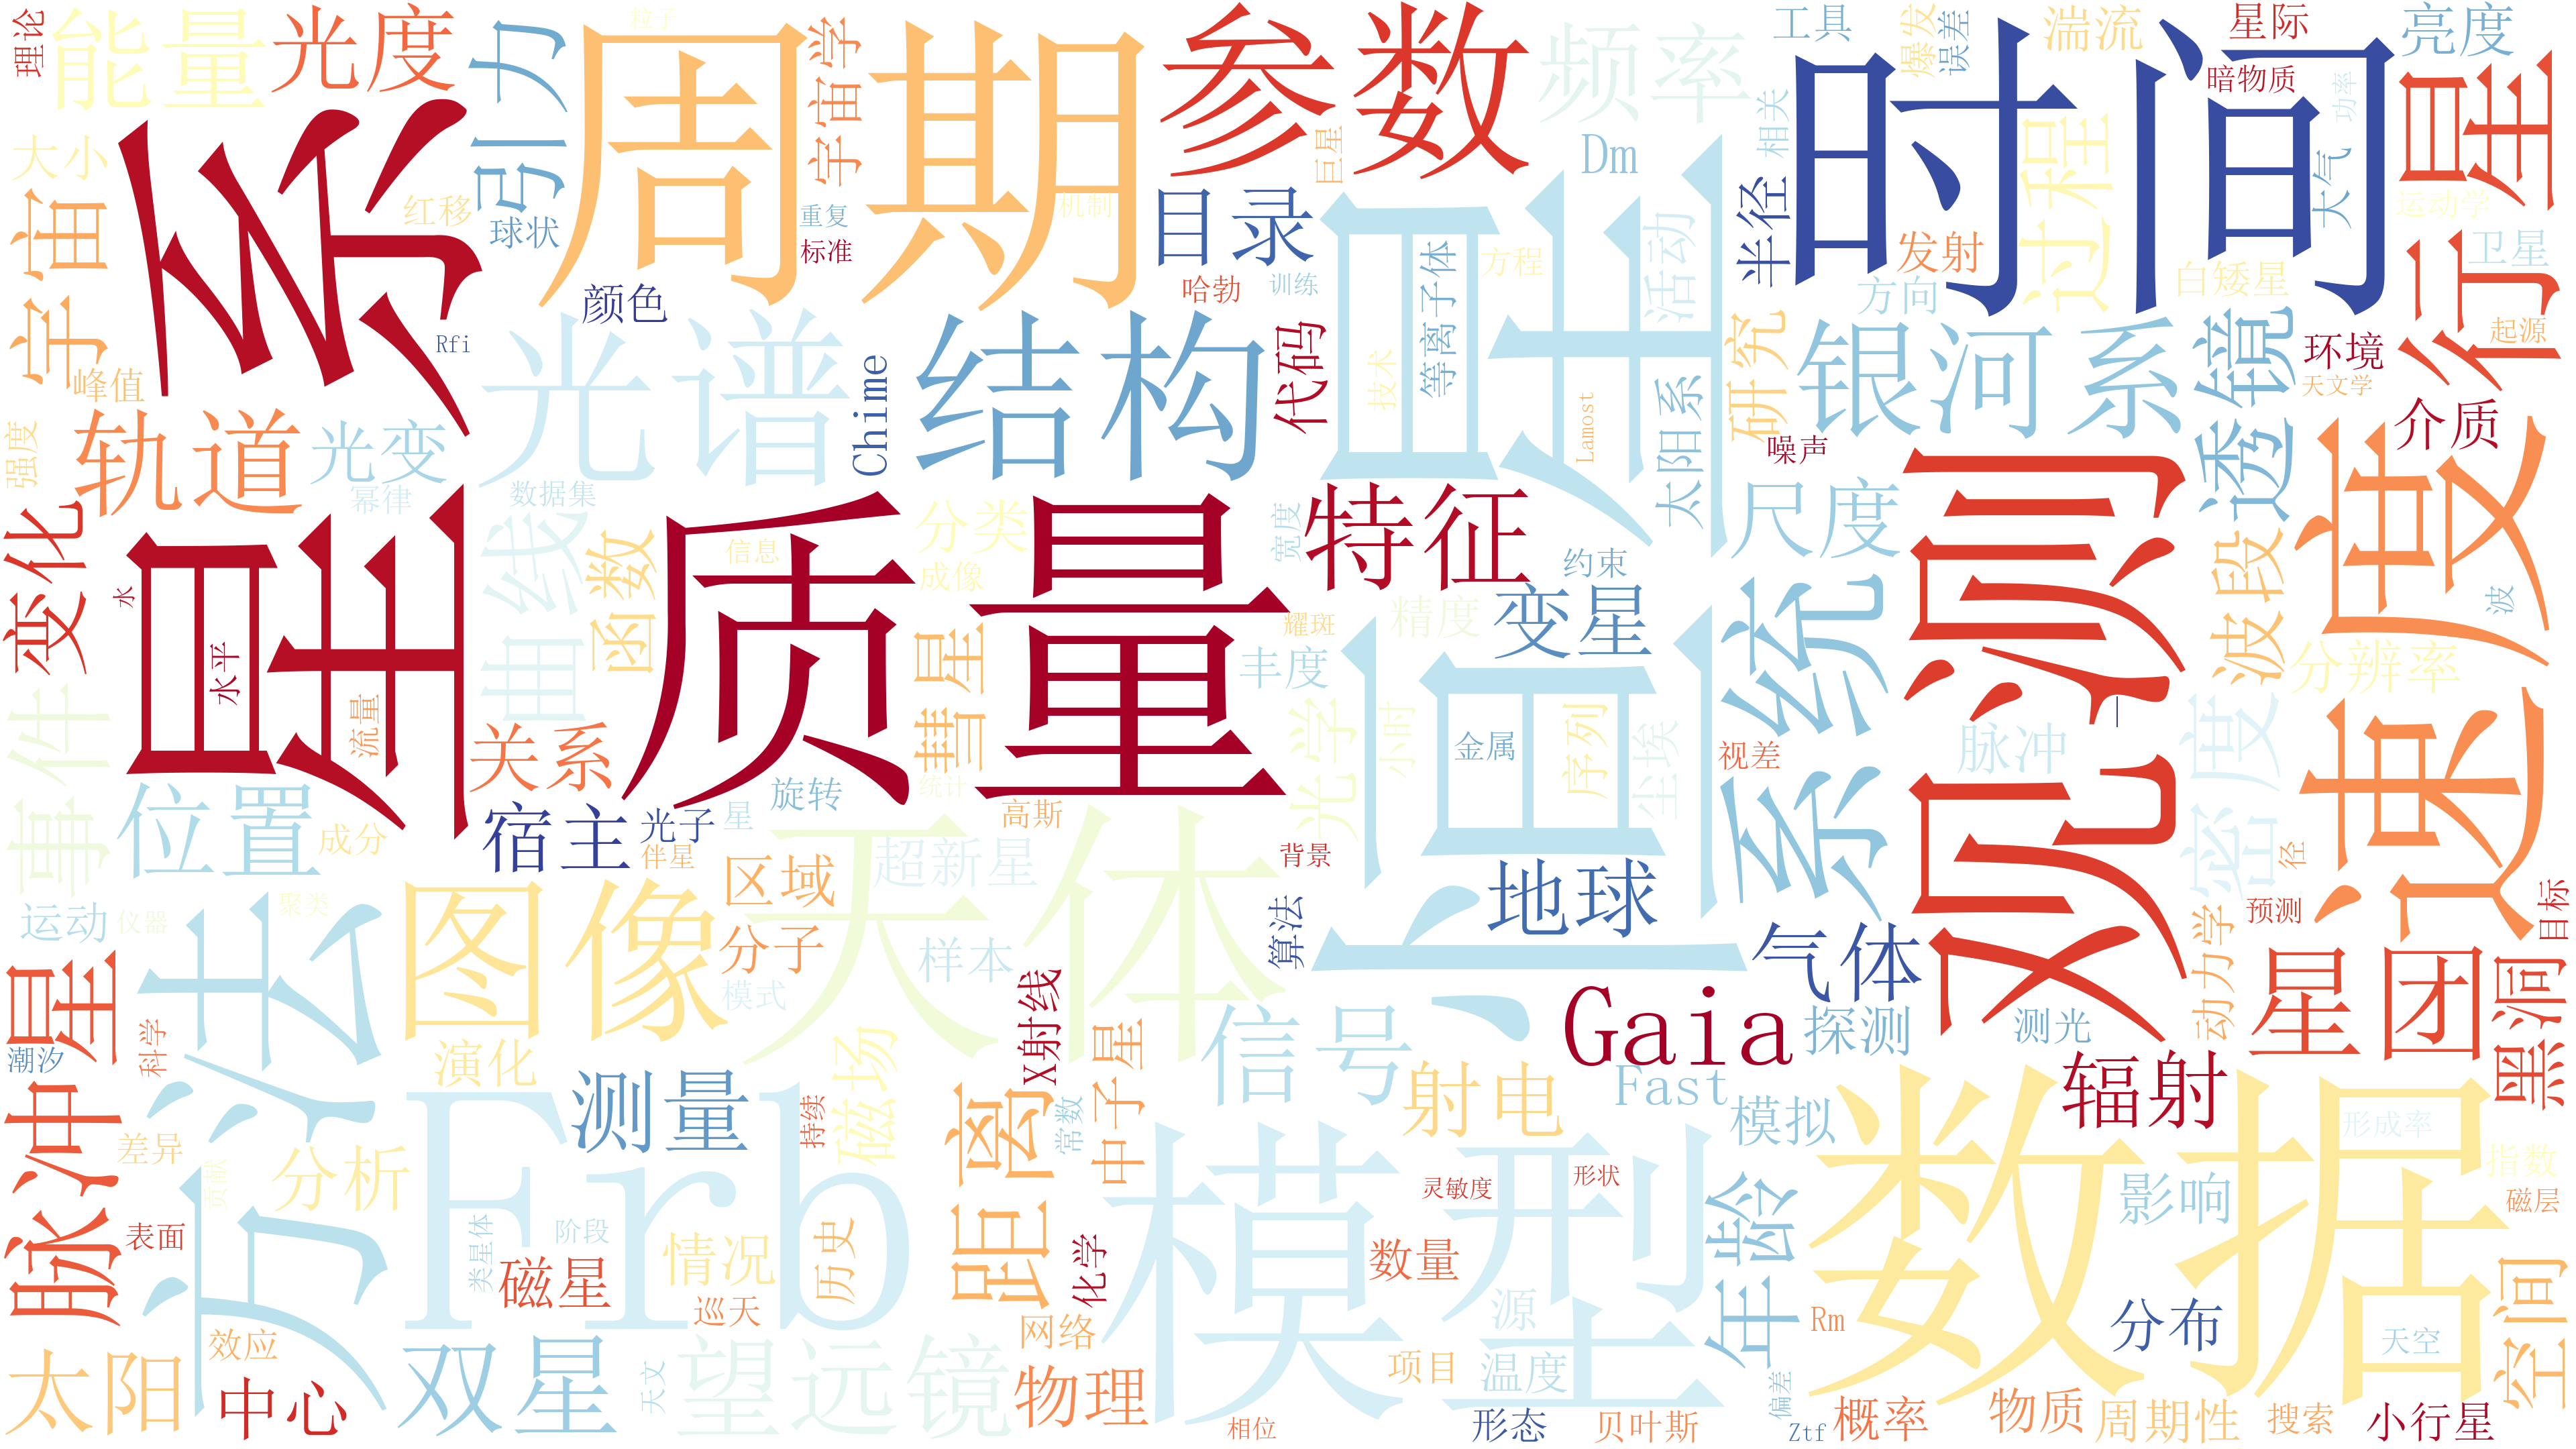 理论
能量
光度
引力
粒子
周期
宇宙学
参数
频率
工具
爆发
误差
湍流
星际
亮度
时间
暗物质
功率
行星
大小
宇宙
红移
球状
星系
重复
标准
机制
巨星
目录
哈勃
训练
Dm
相关
恒星
活动
等离子体
方程
半径
发射
过程
方向
大气
运动学
卫星
白矮星
起源
颜色
Rfi
峰值
轨道
光变
光谱
Chime
结构
代码
技术
Lamost
太阳系
研究
银河系
透镜
环境
天文学
介质
噪声
强度
变化
幂律
数据集
曲线
函数
信息
分类
成像
质量
宽度
特征
约束
尺度
观测
波段
速度
波
水
水平
流量
关系
彗星
丰度
耀斑
精度
变星
系统
分辨率
密度
脉冲
视差
尘埃
序列
金属
小时
光学
事件
位置
成分
宿主
光子
伴星
旋转
星
统计
高斯
背景
超新星
天体
区域
分子
样本
模式
地球
气体
算法
星团
黑洞
目标
预测
径
动力学
运动
仪器
聚类
图像
方法
脉冲星
潮汐
科学
演化
测量
磁场
X射线
中子星
距离
信号
Gaia
Fast
射电
探测
测光
辐射
模拟
一
差异
分析
贡献
Frb
持续
常数
模型
灵敏度
形状
年龄
影响
数据
形成率
指数
磁层
表面
类星体
阶段
磁星
情况
巡天
历史
化学
数量
源
Rm
分布
天空
空间
太阳
效应
中心
双星
天文
望远镜
网络
物理
相位
项目
温度
形态
贝叶斯
偏差
Ztf
概率
物质
周期性
搜索
小行星